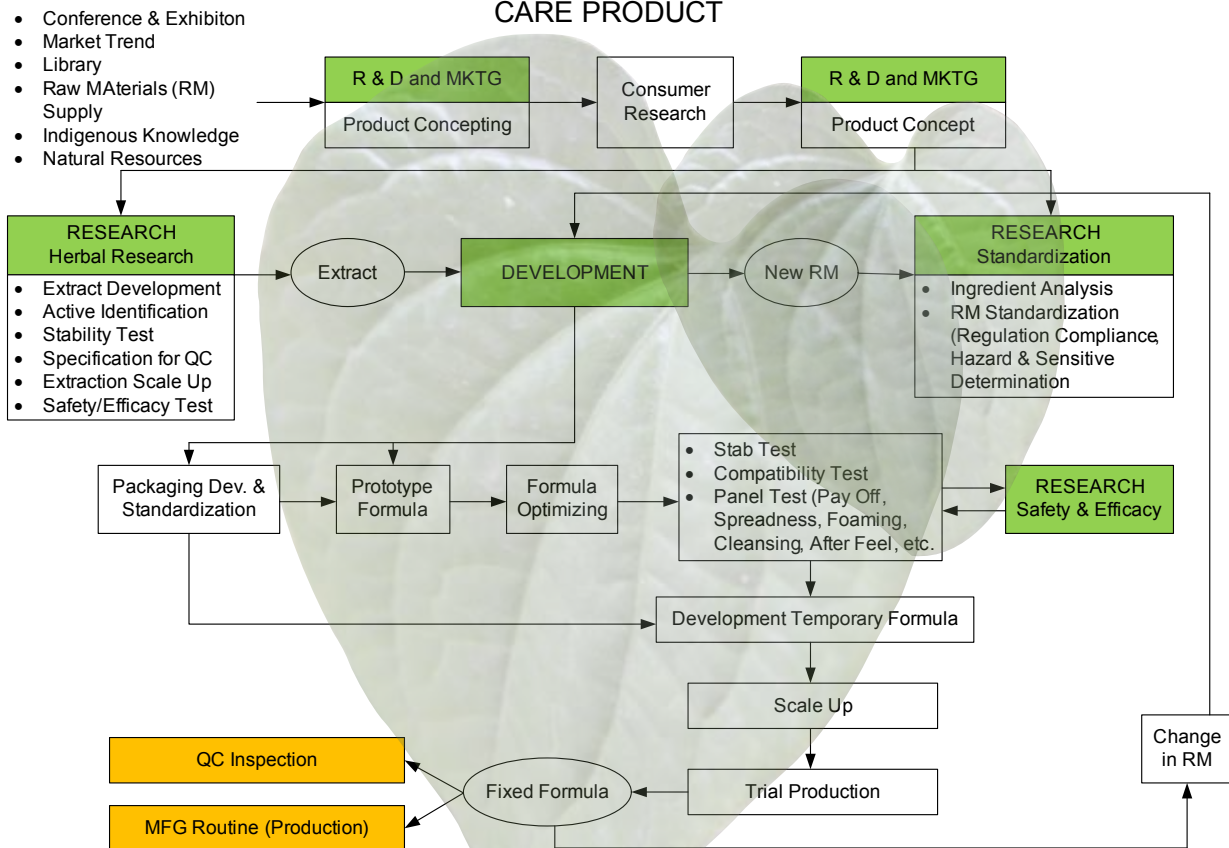 CARE PRODUCT
• Conference & Exhibiton
• Market Trend
• Library
• Raw MAterials (RM)
Supply
• Indigenous Knowledge
• Natural Resources
R & D and MKTG
Product Concepting
Consumer
Research
R & D and MKTG
Product Concept
RESEARCH
Herbal Research
• Extract Development
• Active Identification
• Stability Test
• Specification for QC
• Extraction Scale Up
• Safety/Efficacy Test
Extract
DEVELOPMENT
New RM
RESEARCH
Standardization
• Ingredient Analysis
• RM Standardization
(Regulation Compliance,
Hazard & Sensitive
Determination
Packaging Dev. &
Standardization
Prototype
Formula
Formula
Optimizing
• Stab Test
• Compatibility Test
• Panel Test (Pay Off,
Spreadness, Foaming,
Cleansing, After Feel, etc.
RESEARCH
Safety & Efficacy
Development Temporary Formula
Scale Up
Change
in RM
QC Inspection
Fixed Formula
Trial Production
MFG Routine (Production)